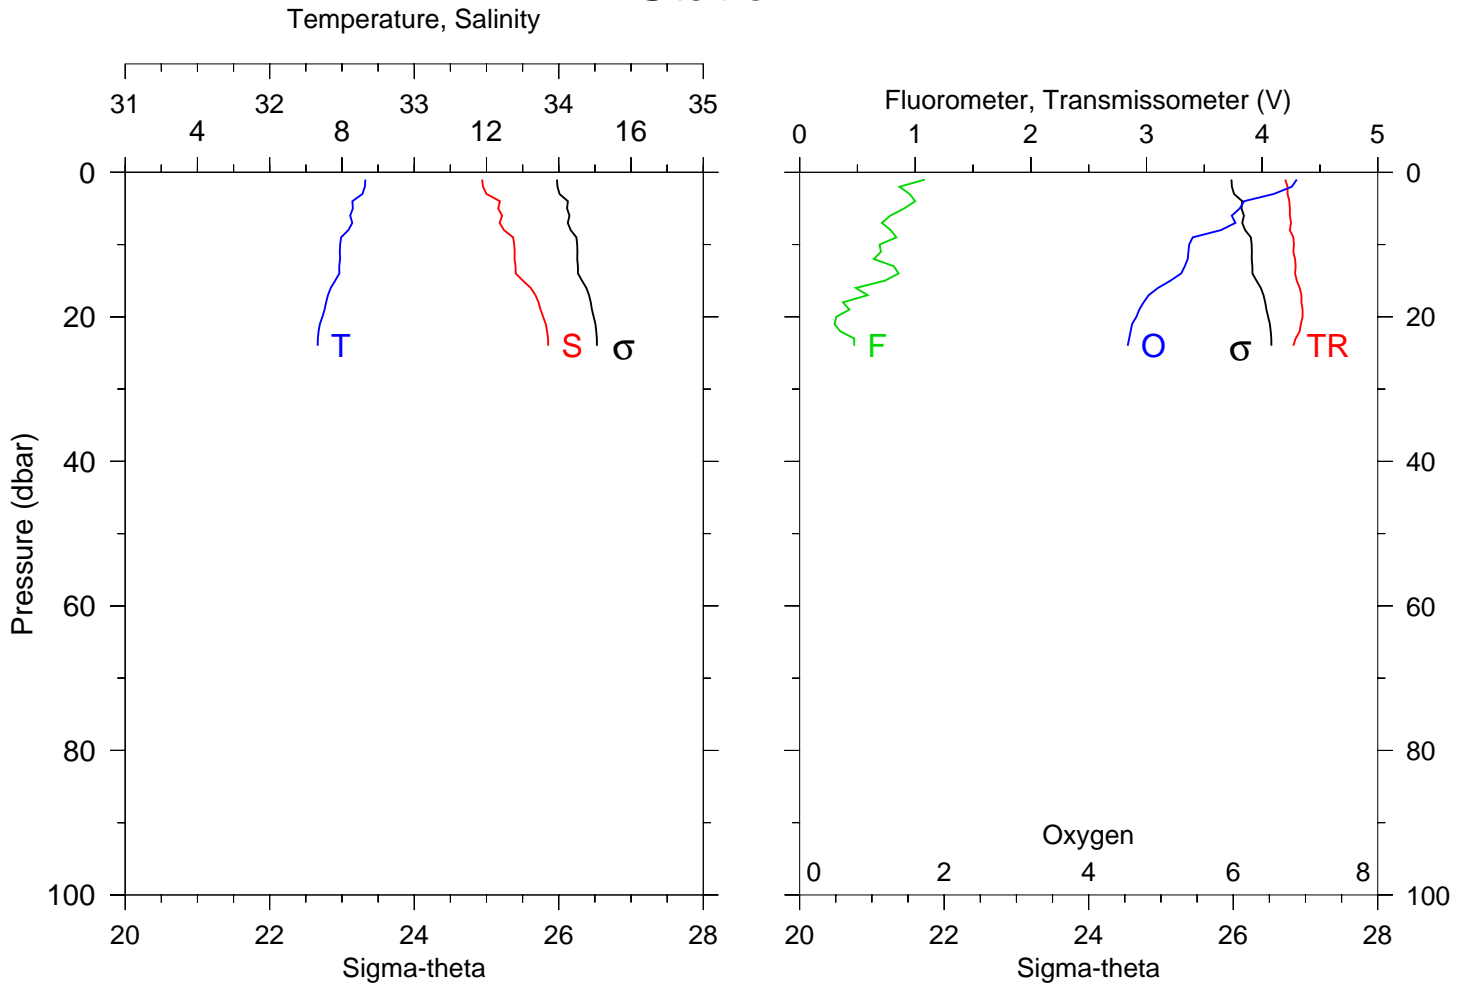 Temperature, Salinity
31 32 33 34 35
4 8 12 16
0
20
40
60
80
100
Pressure (dbar)
T S σ
20 22 24 26 28
Sigma-theta
Fluorometer, Transmissometer (V)
0 1 2 3 4 5
0
20
40
60
80
100
F O σ TR
Oxygen
0 2 4 6 8
20 22 24 26 28
Sigma-theta